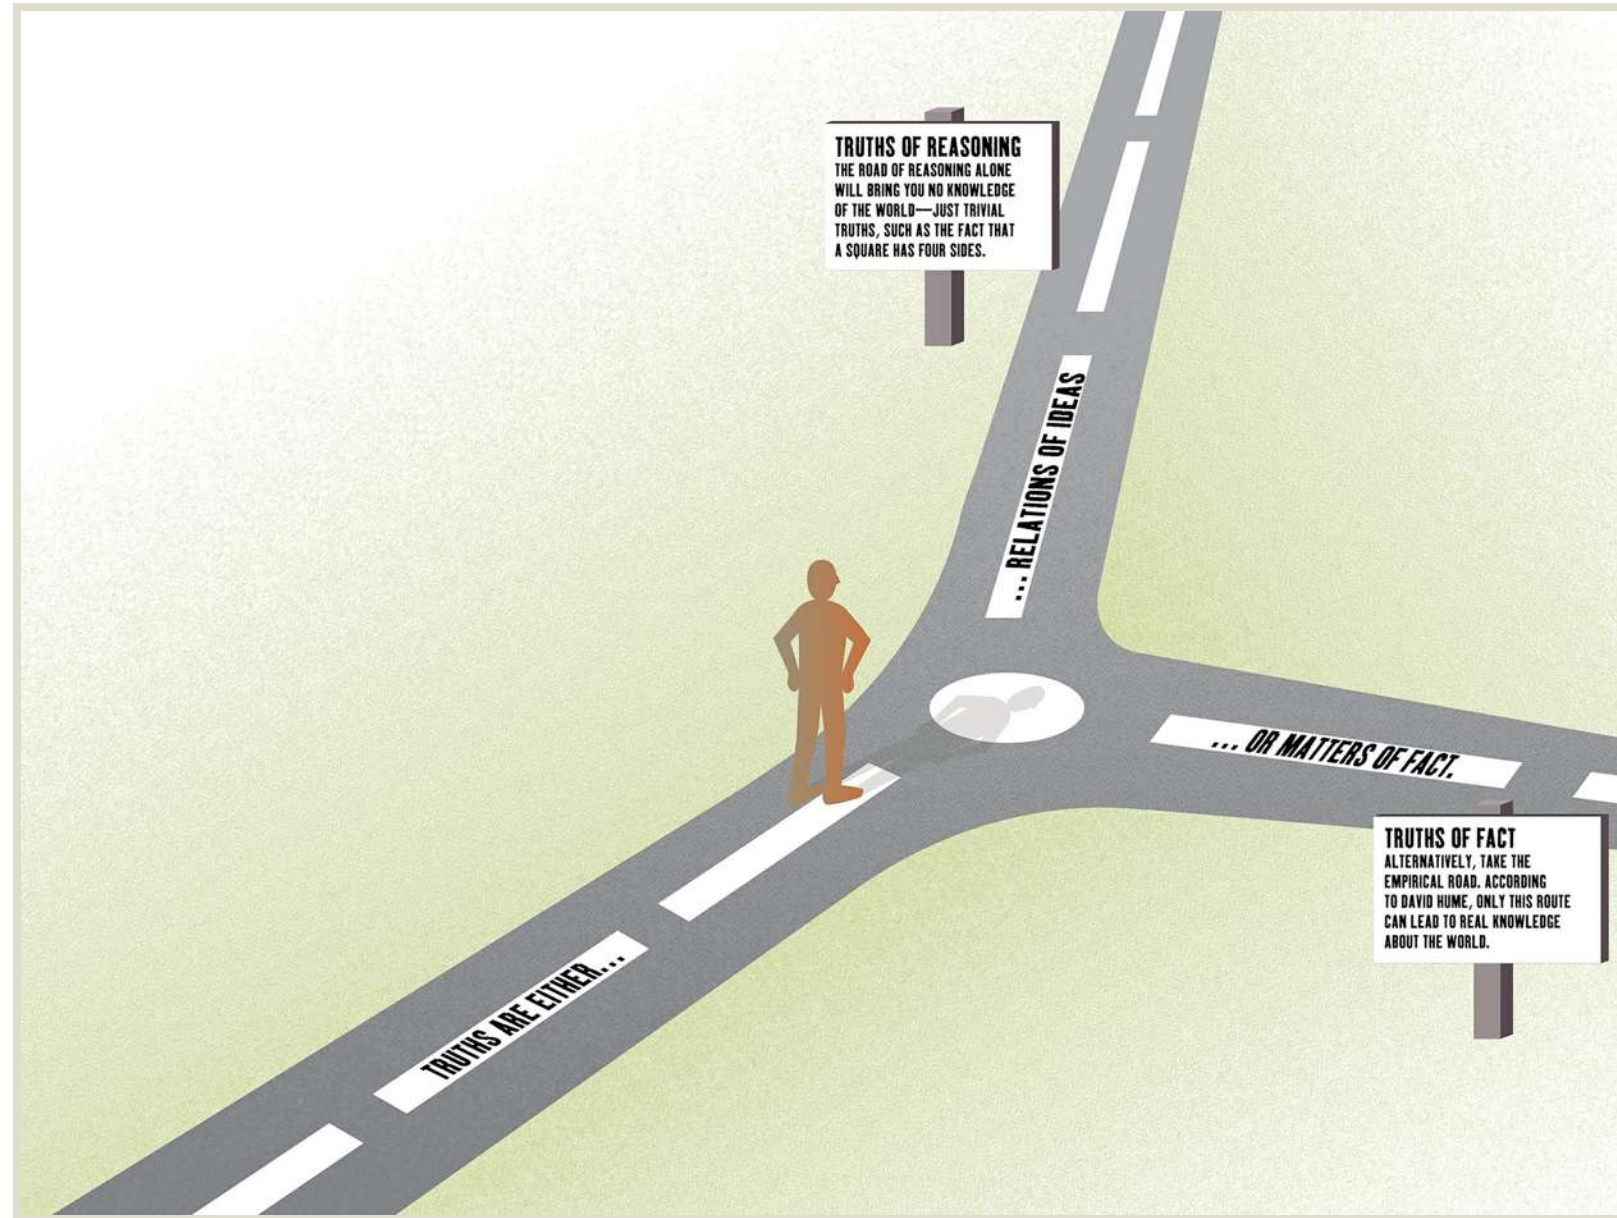 TRUTHS OF REASONING
THE ROAD OF REASONING ALONE
WILL BRING YOU NO KNOWLEDGE
OF THE WORLD—JUST TRIVIAL
TRUTHS, SUCH AS THE FACT THAT
A SQUARE HAS FOUR SIDES.
TRUTHS ARE EITHER...
...RELATIONS OF IDEAS
...OR MATTERS OF FACT.
TRUTHS OF FACT
ALTERNATIVELY, TAKE THE
EMPIRICAL ROAD. ACCORDING
TO DAVID HUME, ONLY THIS ROUTE
CAN LEAD TO REAL KNOWLEDGE
ABOUT THE WORLD.